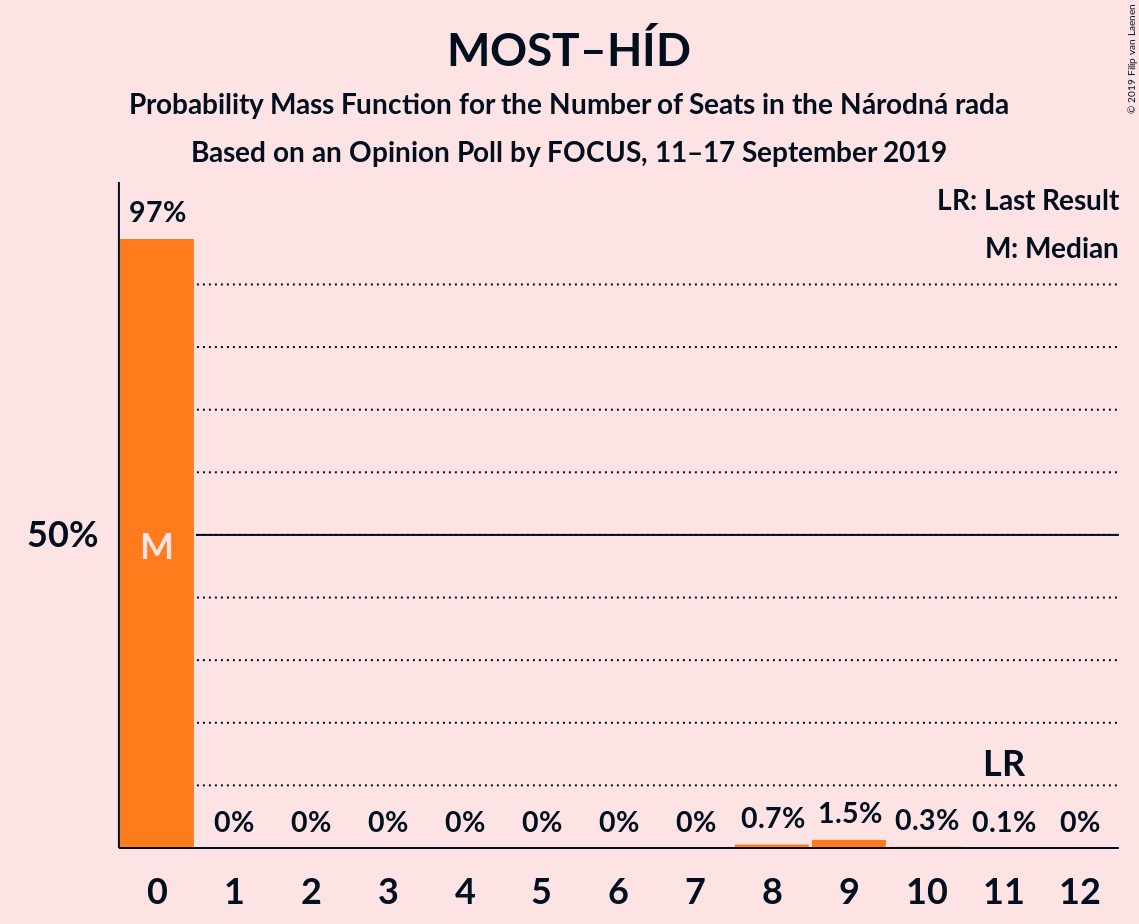 MOST–HÍD
Probability Mass Function for the Number of Seats in the Národná rada
Based on an Opinion Poll by FOCUS, 11–17 September 2019
© 2019 Filip van Laenen
LR: Last Result
M: Median
97%
50%
M
LR
0% 0% 0% 0% 0% 0% 0% 0.7% 1.5% 0.3% 0.1% 0%
0 1 2 3 4 5 6 7 8 9 10 11 12